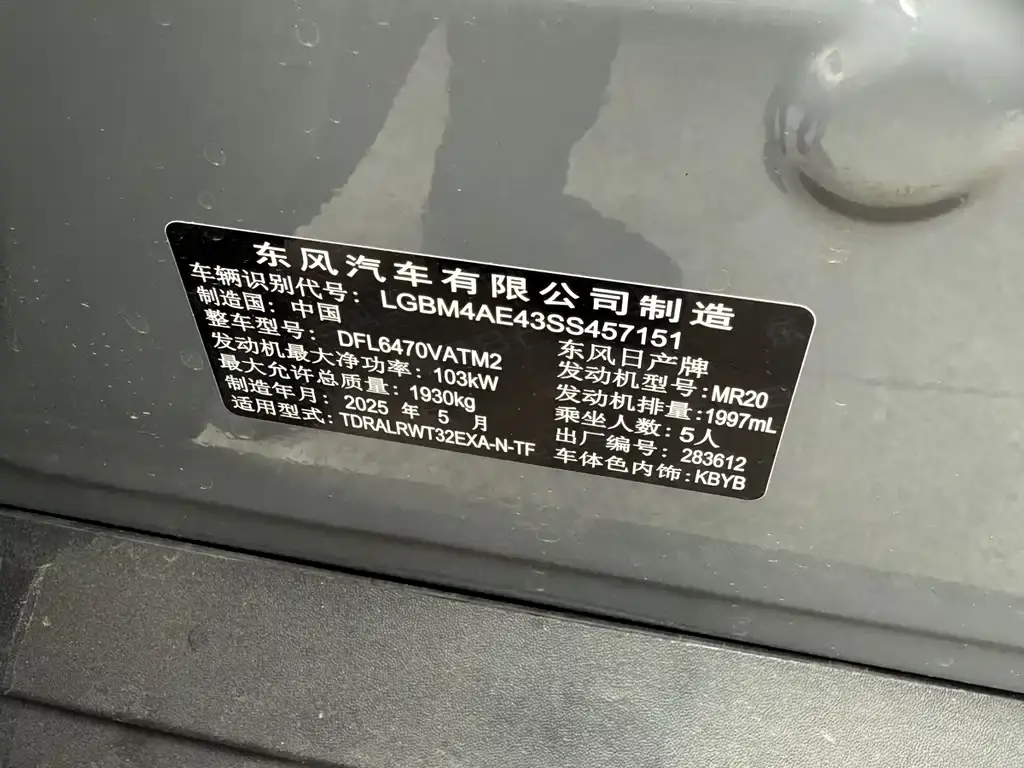 东风汽车有限公司制造
车辆识别代号: LGBM4AE43SS457151
制造国: 中国 东风日产牌
整车型号: DFL6470VATM2 发动机型号:MR20
发动机最大净功率: 103kW 发动机排量:1997mL
最大允许总质量: 1930kg 乘坐人数: 5人
制造年月: 2025 年 5 月 出厂编号: 283612
适用型式: TDRALRWT32EXA-N-TF 车体色内饰:KBYB